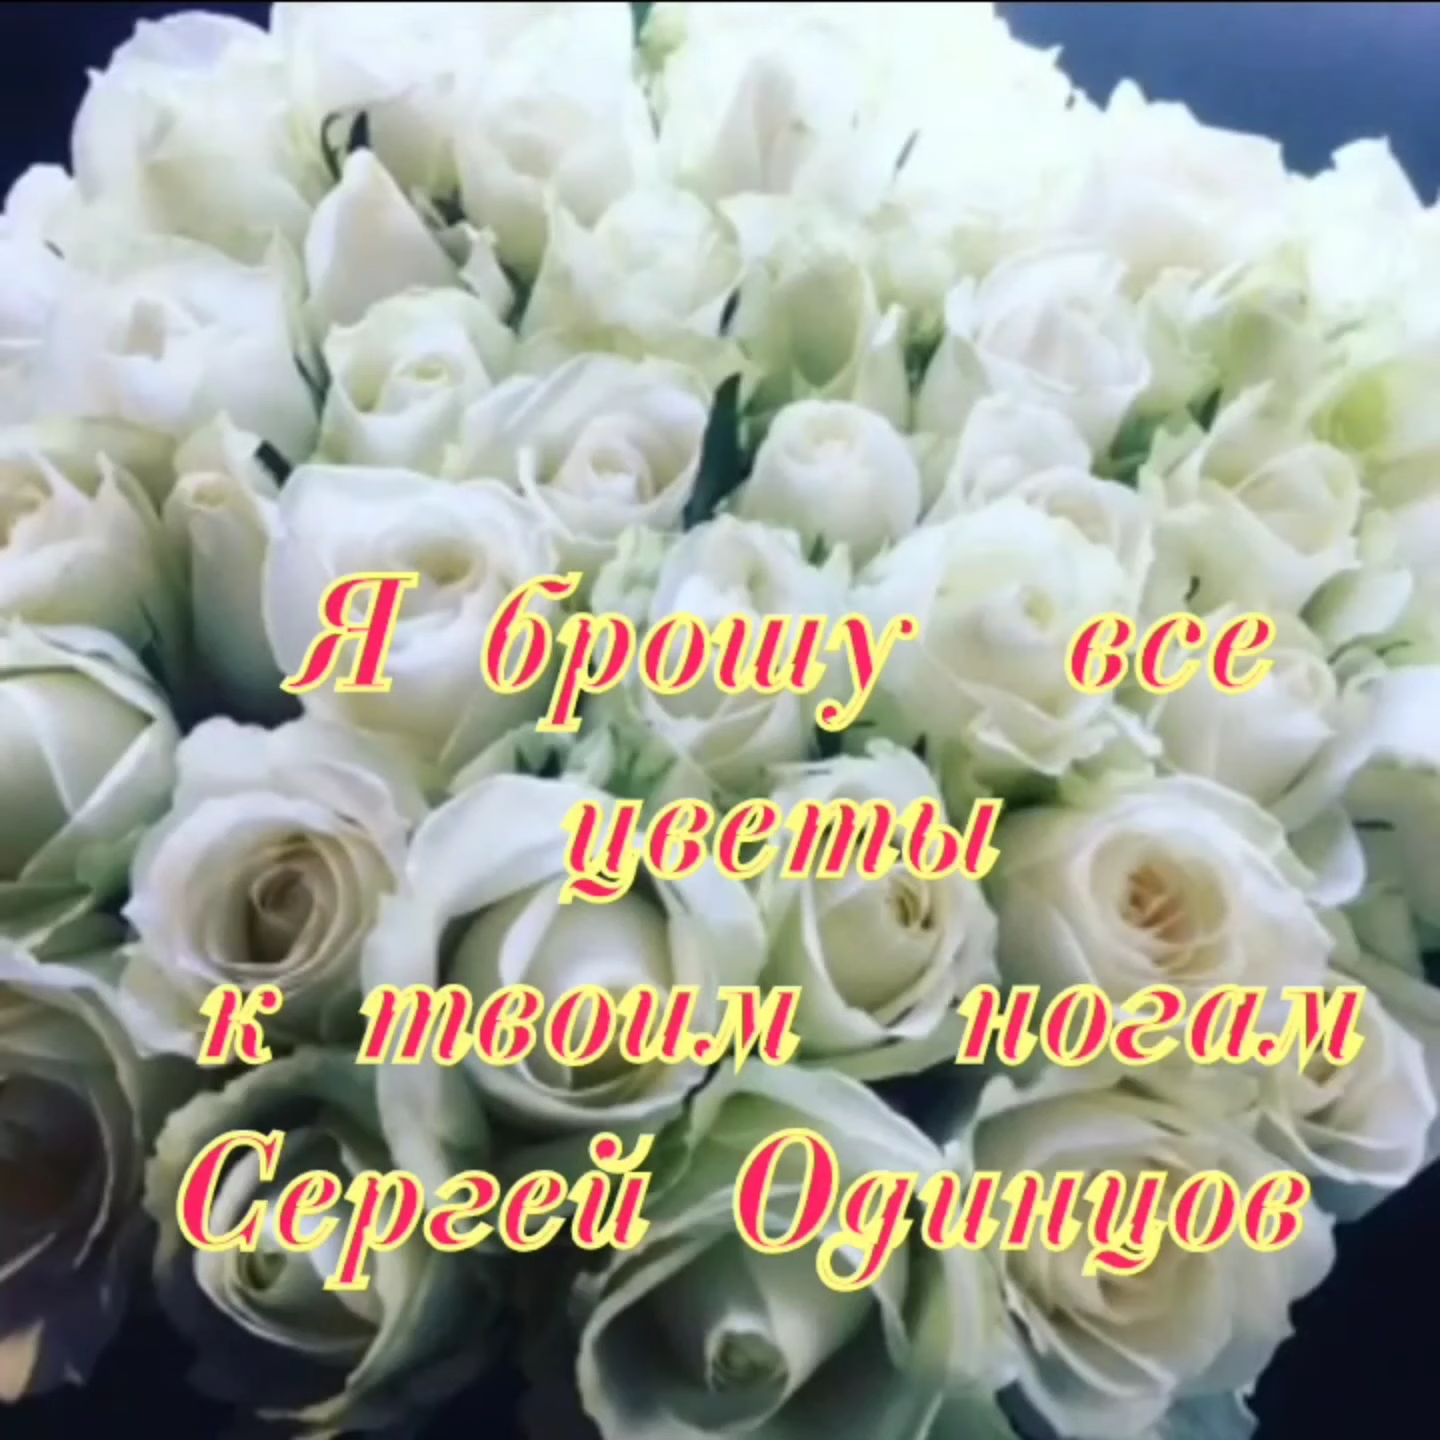 Я брошу все
цветы
к твоим ногам
Сергей Одинцов